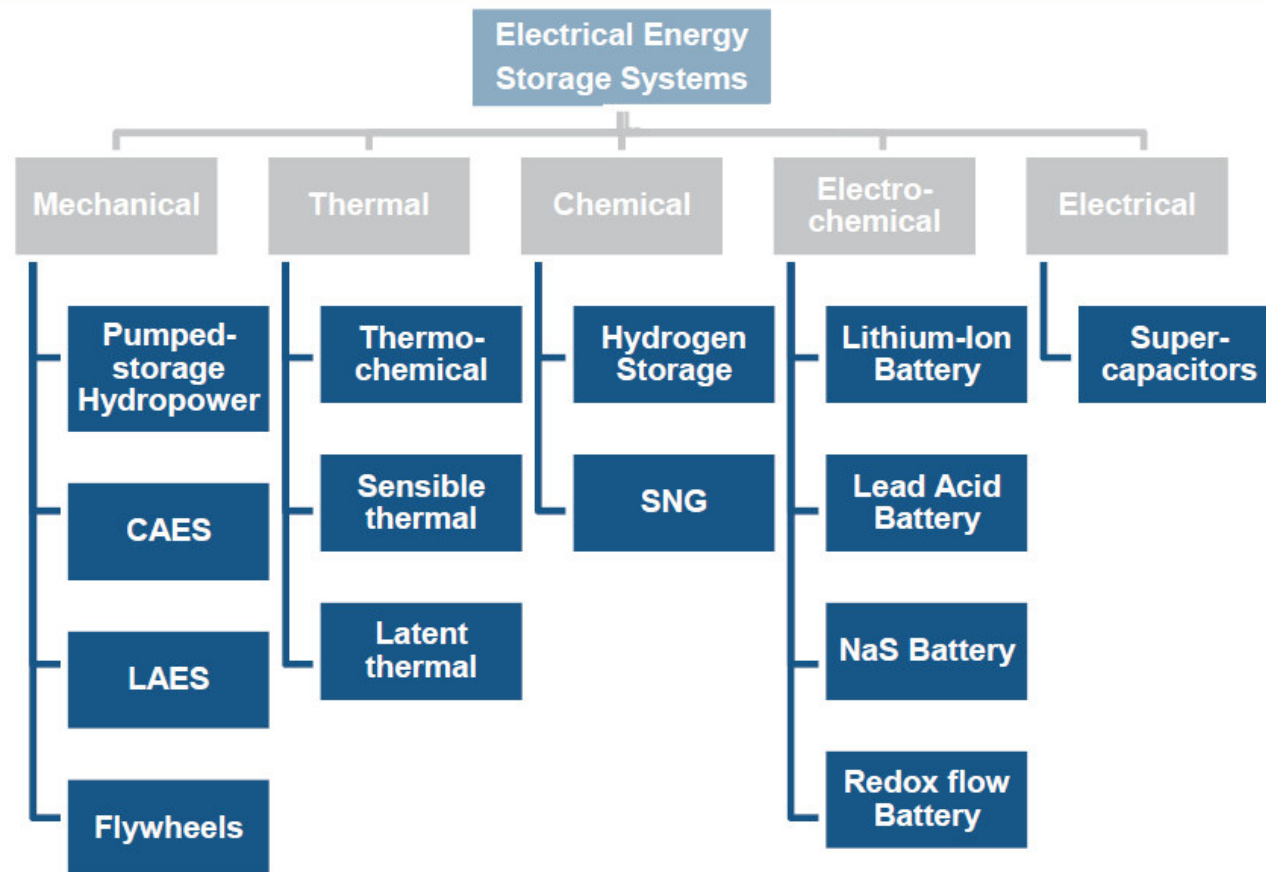 Electrical Energy
Storage Systems
Mechanical
Thermal
Chemical
Electro-
chemical
Electrical
Pumped-
storage
Hydropower
CAES
LAES
Flywheels
Thermo-
chemical
Sensible
thermal
Latent
thermal
Hydrogen
Storage
SNG
Lithium-Ion
Battery
Lead Acid
Battery
NaS Battery
Redox flow
Battery
Super-
capacitors